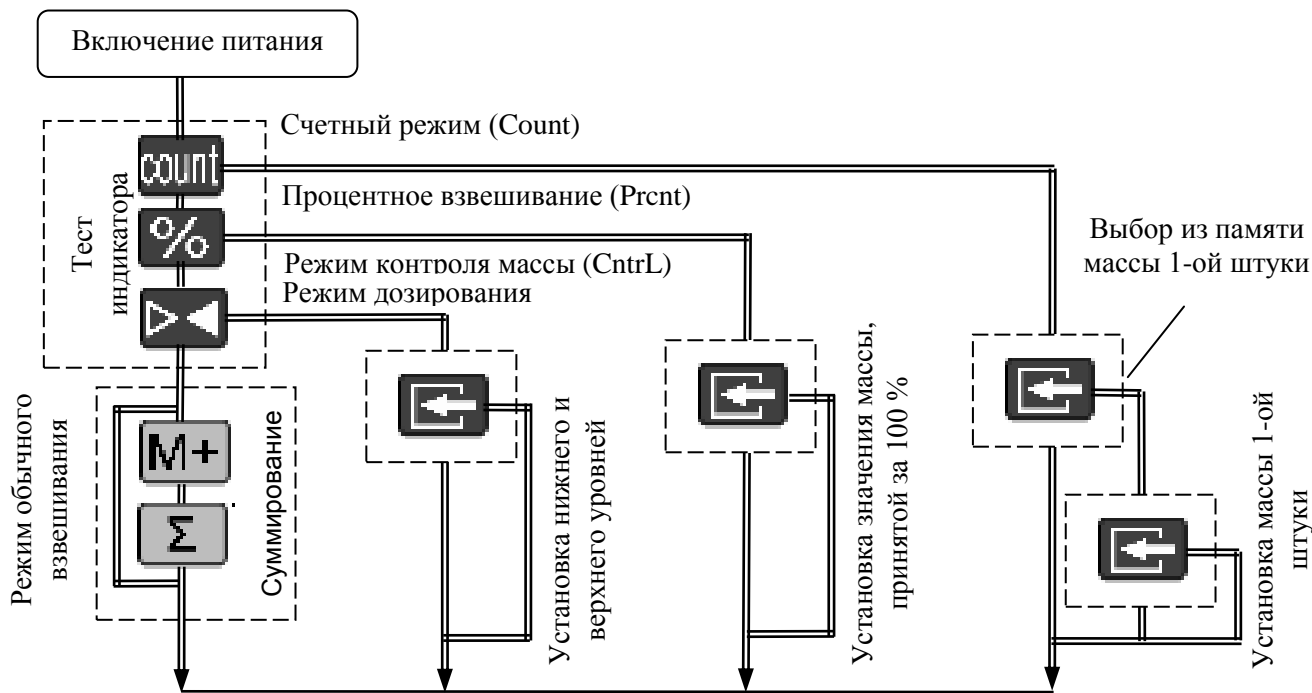 Включение питания
Счетный режим (Count)
count
Процентное взвешивание (Prcnt)
%
Тест
индикатора
Режим контроля массы (CntrL)
Режим дозирования
Выбор из памяти
массы 1-ой штуки
Режим обычного
взвешивания
M+
Σ
Суммирование
Установка нижнего и
верхнего уровней
Установка значения массы,
принятой за 100 %
Установка массы 1-ой
штуки